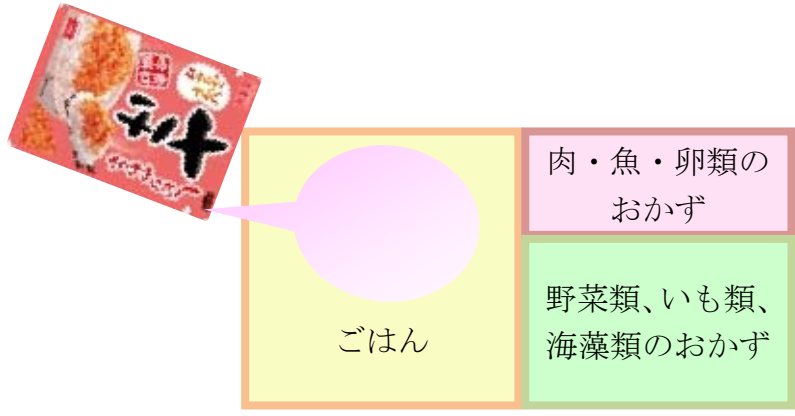 肉・魚・卵類の
おかず
ごはん
野菜類、いも類、
海藻類のおかず